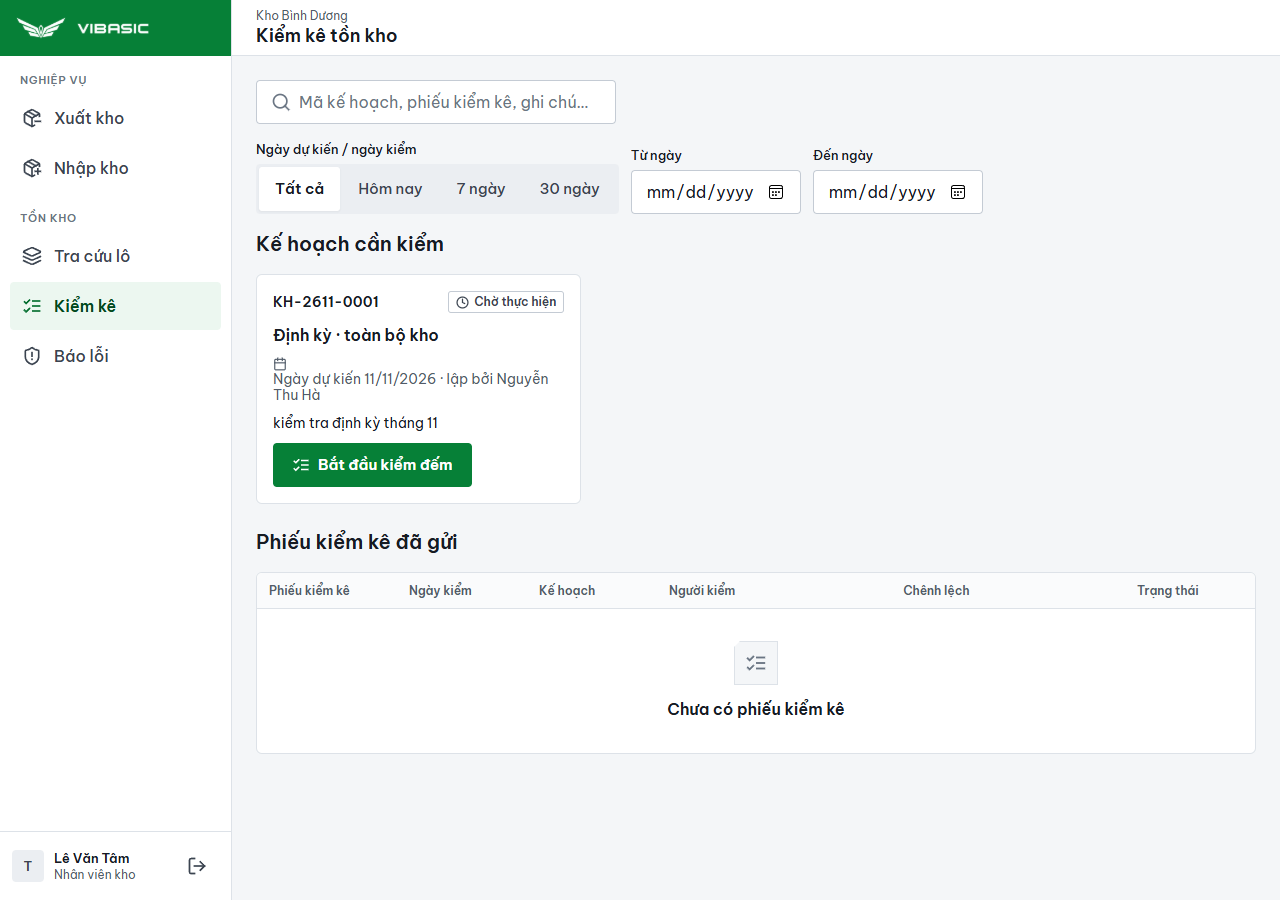 VIBASIC
Kho Bình Dương
Kiểm kê tồn kho
NGHIỆP VỤ
Xuất kho
Nhập kho
TỒN KHO
Tra cứu lô
Kiểm kê
Báo lỗi
Mã kế hoạch, phiếu kiểm kê, ghi chú...
Ngày dự kiến / ngày kiểm
Tất cả
Hôm nay
7 ngày
30 ngày
Từ ngày
mm/dd/yyyy
Đến ngày
mm/dd/yyyy
Kế hoạch cần kiểm
KH-2611-0001
Chờ thực hiện
Định kỳ · toàn bộ kho
Ngày dự kiến 11/11/2026 · lập bởi Nguyễn
Thu Hà
kiểm tra định kỳ tháng 11
Bắt đầu kiểm đếm
Phiếu kiểm kê đã gửi
Phiếu kiểm kê
Ngày kiểm
Kế hoạch
Người kiểm
Chênh lệch
Trạng thái
Chưa có phiếu kiểm kê
T
Lê Văn Tâm
Nhân viên kho